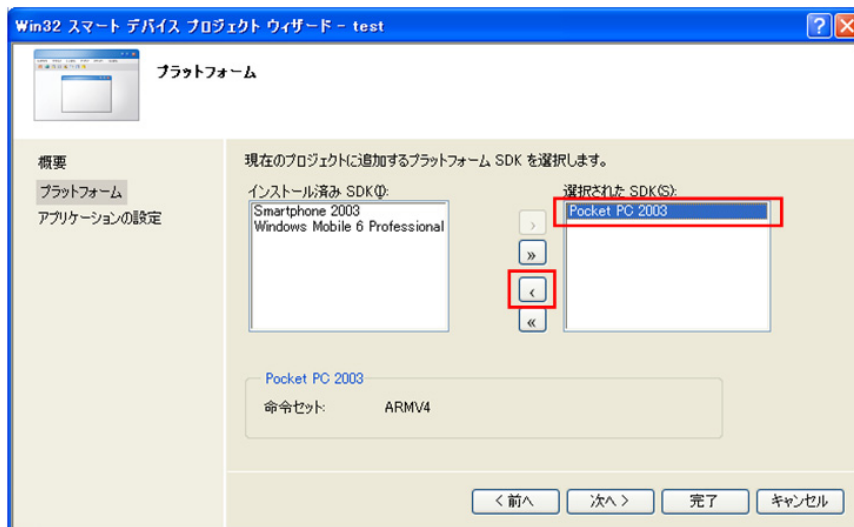 Win32 スマート デバイス プロジェクト ウィザード - test
プラットフォーム
概要
プラットフォーム
アプリケーションの設定
現在のプロジェクトに追加するプラットフォーム SDK を選択します。
インストール済み SDK(I):
Smartphone 2003
Windows Mobile 6 Professional
›
»
‹
«
選択された SDK(S):
Pocket PC 2003
Pocket PC 2003
命令セット: ARMV4
< 前へ
次へ >
完了
キャンセル